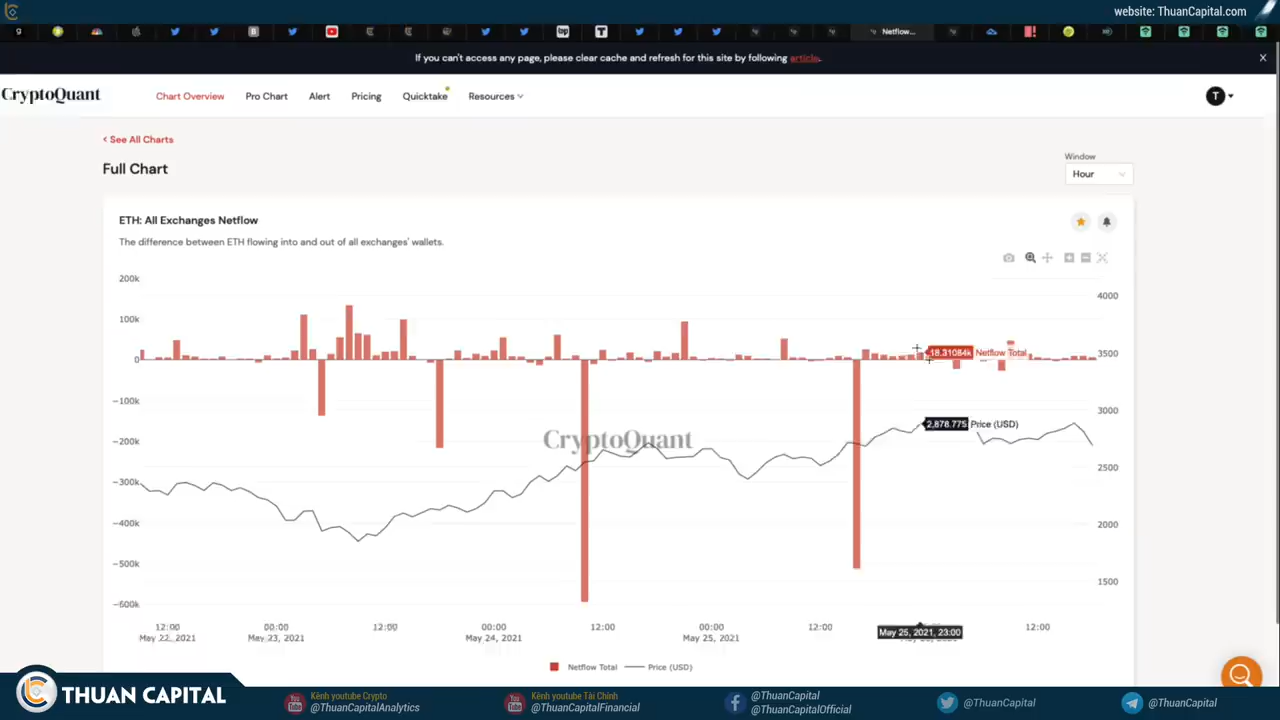 website: ThuanCapital.com
Netflow...
If you can't access any page, please clear cache and refresh for this site by following article.
CryptoQuant
Chart Overview
Pro Chart
Alert
Pricing
Quicktake
Resources
T
< See All Charts
Full Chart
Window
Hour
ETH: All Exchanges Netflow
The difference between ETH flowing into and out of all exchanges' wallets.
200k
100k
0
−100k
−200k
−300k
−400k
−500k
−600k
4000
3500
3000
2500
2000
1500
18.31084k Netflow Total
2,878.775 Price (USD)
CryptoQuant
12:00
May 22, 2021
00:00
May 23, 2021
12:00
00:00
May 24, 2021
12:00
00:00
May 25, 2021
12:00
May 25, 2021, 23:00
12:00
Netflow Total
Price (USD)
THUAN CAPITAL
Kênh youtube Crypto
@ThuanCapitalAnalytics
Kênh youtube Tài Chính
@ThuanCapitalFinancial
@ThuanCapital
@ThuanCapitalOfficial
@ThuanCapital
@ThuanCapital